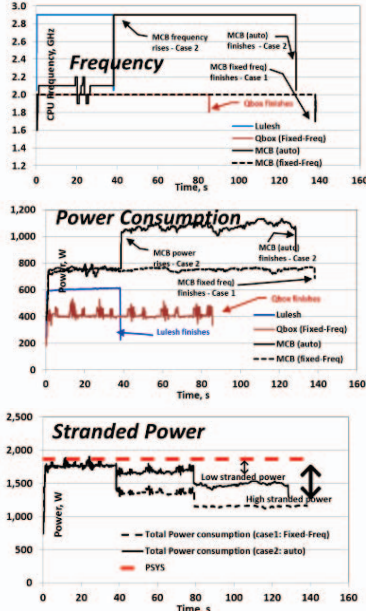 3.0
2.8
2.6
2.4
2.2
2.0
1.8
1.6
1.4
1.2
1.0
CPU Frequency, GHz
Frequency
MCB frequency
rises - Case 2
MCB (auto)
finishes - Case 2
MCB fixed freq)
finishes - Case 1
Qbox finishes
Lulesh
Qbox (Fixed-Freq)
MCB (auto)
MCB (fixed-Freq)
0 20 40 60 80 100 120 140
Time, s
Power Consumption
1,200
1,000
800
600
400
200
0
Power, W
MCB power
rises - Case 2
MCB (auto)
finishes - Case 2
MCB fixed freq)
finishes - Case 1
Qbox finishes
Lulesh finishes
Lulesh
Qbox (Fixed-Freq)
MCB (auto)
MCB (fixed-Freq)
0 20 40 60 80 100 120 140
Time, s
Stranded Power
2,500
2,000
1,500
1,000
500
0
Power, W
Low stranded power
High stranded power
Total Power consumption (case1: Fixed-Freq)
Total Power consumption (case2: auto)
PSYS
0 20 40 60 80 100 120 140 160
Time, s